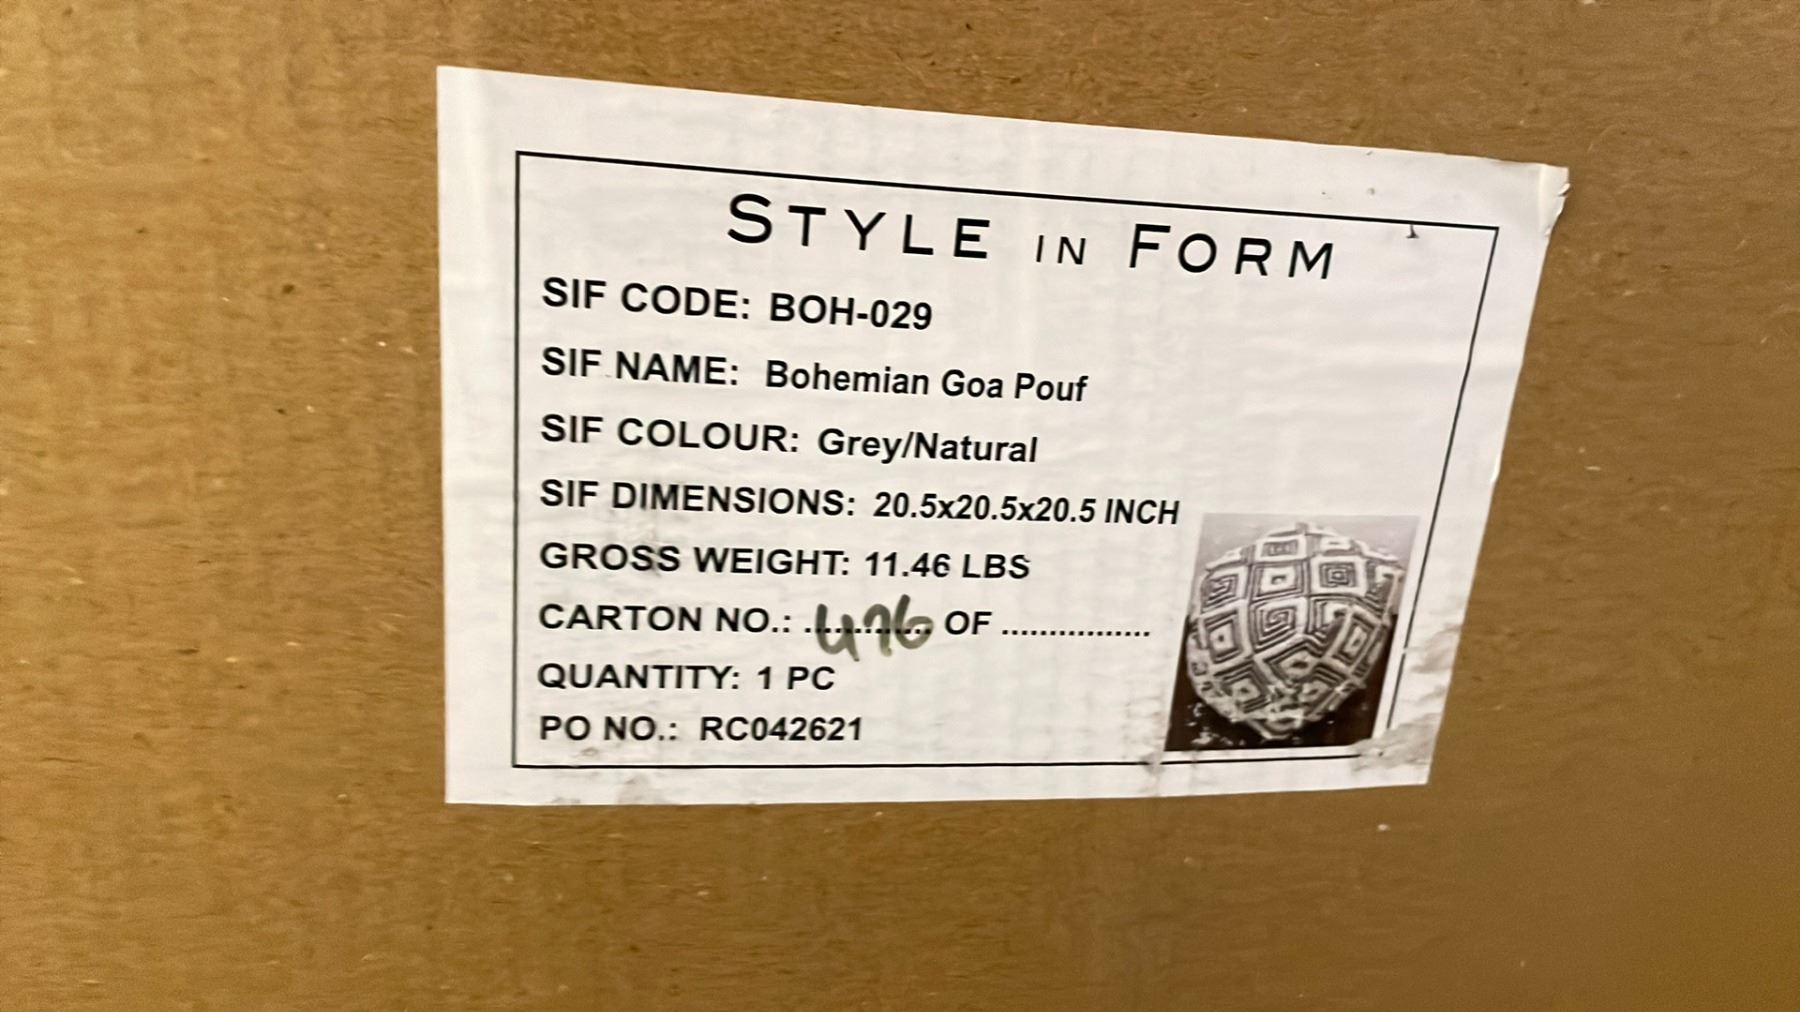 STYLE IN FORM
SIF CODE: BOH-029
SIF NAME: Bohemian Goa Pouf
SIF COLOUR: Grey/Natural
SIF DIMENSIONS: 20.5x20.5x20.5 INCH
GROSS WEIGHT: 11.46 LBS
CARTON NO.: 476 OF ................
QUANTITY: 1 PC
PO NO.: RC042621